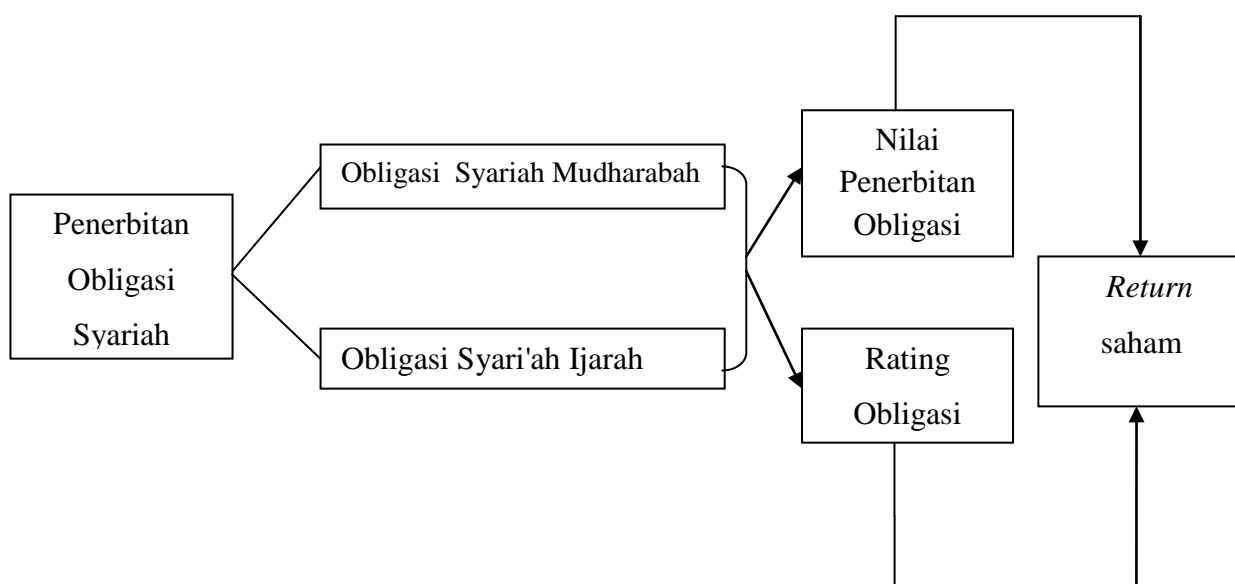 Penerbitan
Obligasi
Syariah
Obligasi Syariah Mudharabah
Obligasi Syari'ah Ijarah
Nilai
Penerbitan
Obligasi
Rating
Obligasi
Return
saham